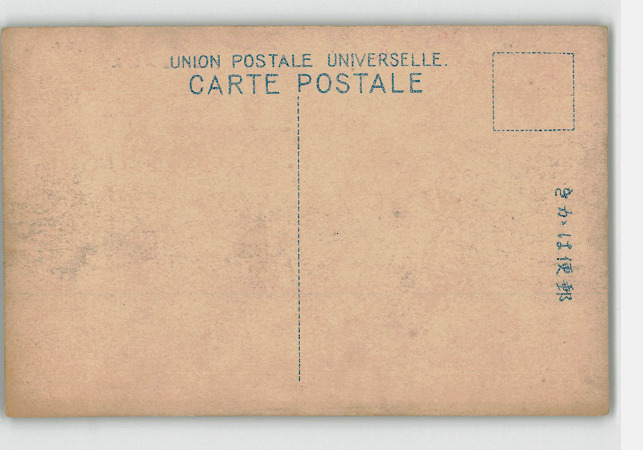 UNION POSTALE UNIVERSELLE.
CARTE POSTALE
きかは便郵